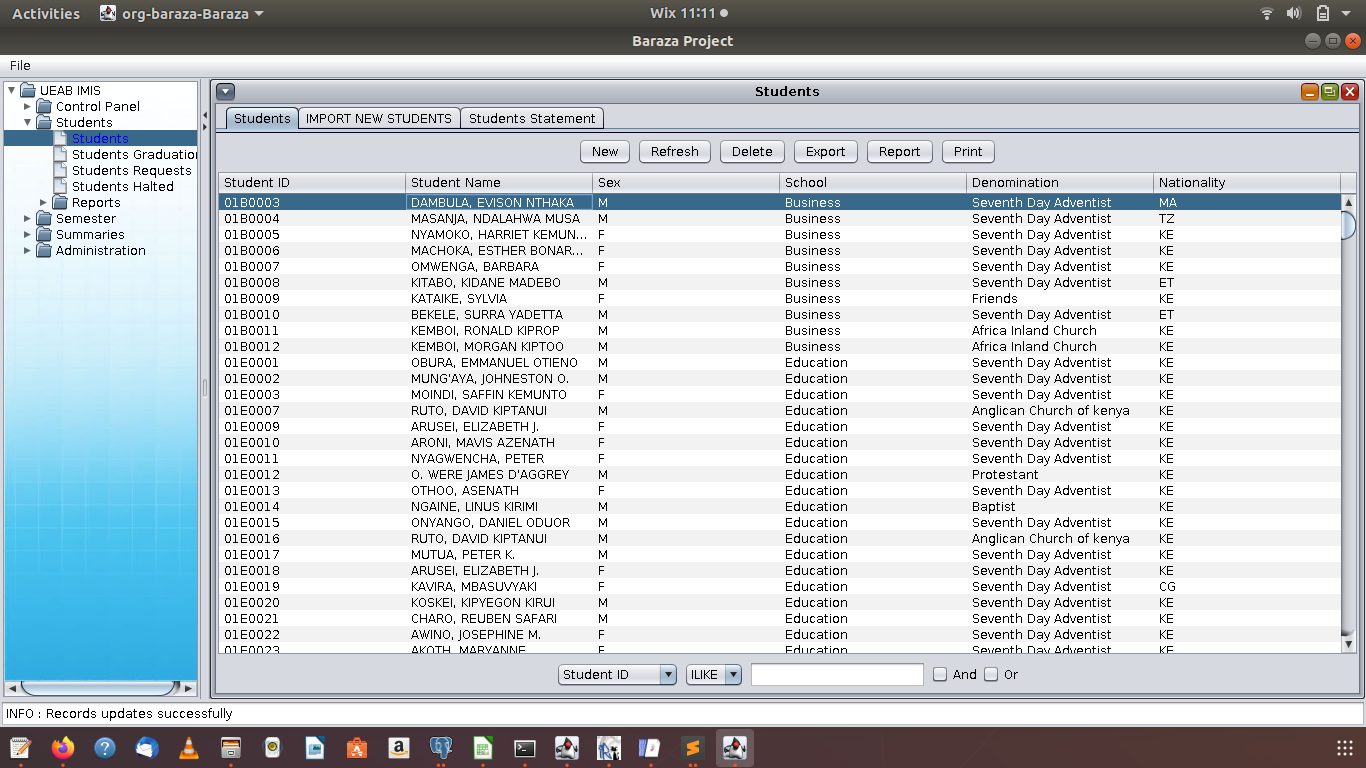 Activities org-baraza-Baraza Wix 11:11
Baraza Project
File
UEAB IMIS
Control Panel
Students
Students
Students Graduation
Students Requests
Students Halted
Reports
Semester
Summaries
Administration
Students
Students IMPORT NEW STUDENTS Students Statement
New Refresh Delete Export Report Print
Student ID Student Name Sex School Denomination Nationality
01B0003 DAMBULA, EVISON NTHAKA M Business Seventh Day Adventist MA
01B0004 MASANJA, NDALAHWA MUSA M Business Seventh Day Adventist TZ
01B0005 NYAMOKO, HARRIET KEMUN... F Business Seventh Day Adventist KE
01B0006 MACHOKA, ESTHER BONAR... F Business Seventh Day Adventist KE
01B0007 OMWENGA, BARBARA F Business Seventh Day Adventist KE
01B0008 KITABO, KIDANE MADEBO M Business Seventh Day Adventist ET
01B0009 KATAIKE, SYLVIA F Business Friends KE
01B0010 BEKELE, SURRA YADETTA M Business Seventh Day Adventist ET
01B0011 KEMBOI, RONALD KIPROP M Business Africa Inland Church KE
01B0012 KEMBOI, MORGAN KIPTOO M Business Africa Inland Church KE
01E0001 OBURA, EMMANUEL OTIENO M Education Seventh Day Adventist KE
01E0002 MUNG'AYA, JOHNESTON O. M Education Seventh Day Adventist KE
01E0003 MOINDI, SAFFIN KEMUNTO F Education Seventh Day Adventist KE
01E0007 RUTO, DAVID KIPTANUI M Education Anglican Church of kenya KE
01E0009 ARUSEI, ELIZABETH J. F Education Seventh Day Adventist KE
01E0010 ARONI, MAVIS AZENATH F Education Seventh Day Adventist KE
01E0011 NYAGWENCHA, PETER F Education Seventh Day Adventist KE
01E0012 O. WERE JAMES D'AGGREY M Education Protestant KE
01E0013 OTHOO, ASENATH F Education Seventh Day Adventist KE
01E0014 NGAINE, LINUS KIRIMI M Education Baptist KE
01E0015 ONYANGO, DANIEL ODUOR M Education Seventh Day Adventist KE
01E0016 RUTO, DAVID KIPTANUI M Education Anglican Church of kenya KE
01E0017 MUTUA, PETER K. M Education Seventh Day Adventist KE
01E0018 ARUSEI, ELIZABETH J. F Education Seventh Day Adventist KE
01E0019 KAVIRA, MBASUVYAKI F Education Seventh Day Adventist CG
01E0020 KOSKEI, KIPYEGON KIRUI M Education Seventh Day Adventist KE
01E0021 CHARO, REUBEN SAFARI M Education Seventh Day Adventist KE
01E0022 AWINO, JOSEPHINE M. F Education Seventh Day Adventist KE
01E0023 AKOTH, MARYANNE F Education Seventh Day Adventist KE
Student ID ILIKE And Or
INFO : Records updates successfully